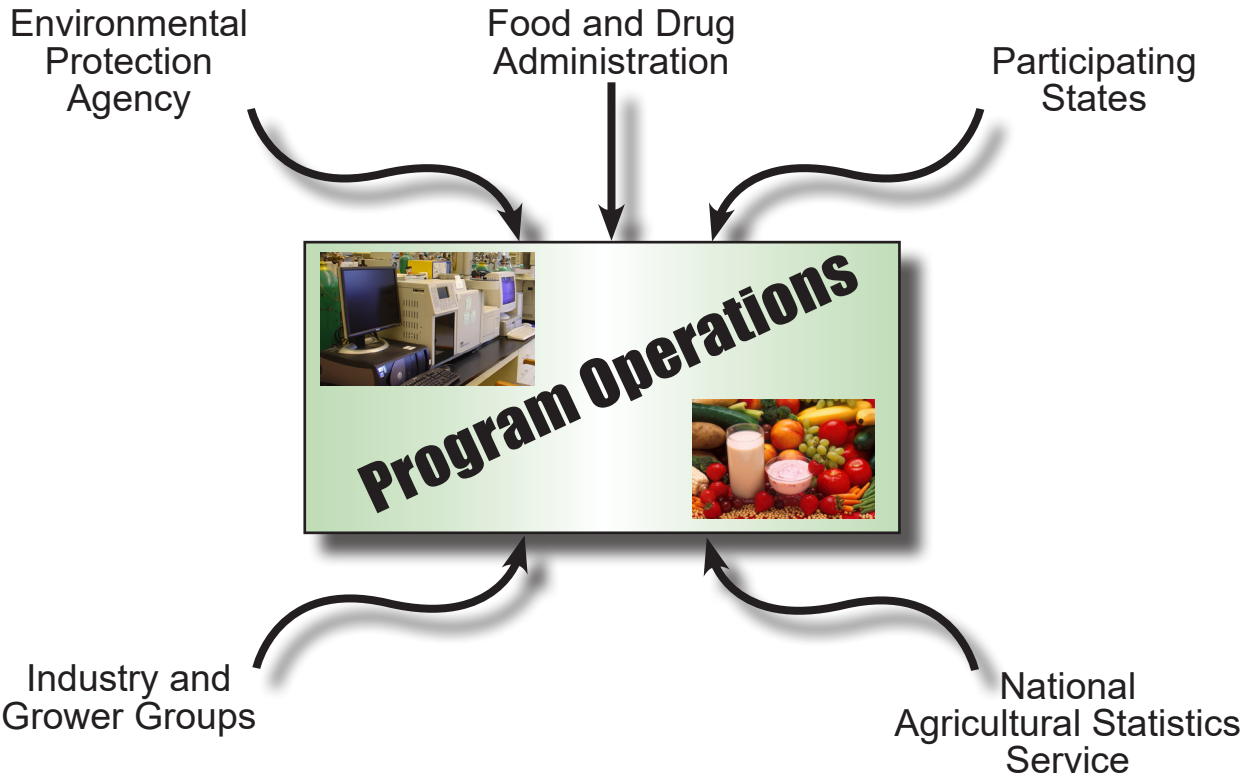 Environmental
Protection
Agency
Food and Drug
Administration
Participating
States
Program Operations
Industry and
Grower Groups
National
Agricultural Statistics
Service